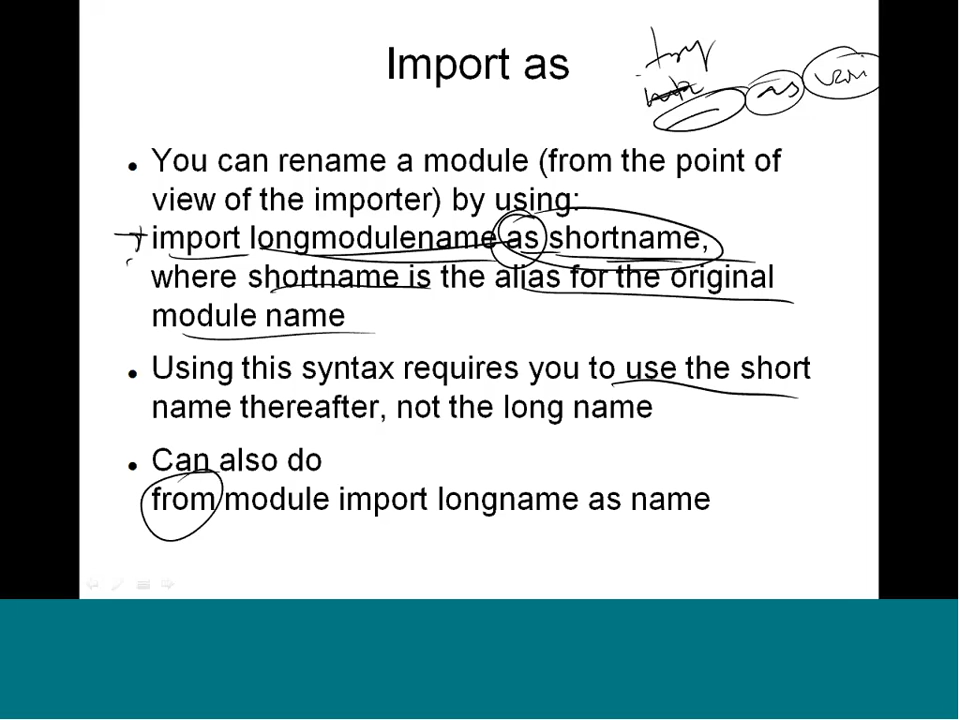 Import as
as
• You can rename a module (from the point of
view of the importer) by using:
import longmodulename as shortname,
where shortname is the alias for the original
module name
• Using this syntax requires you to use the short
name thereafter, not the long name
• Can also do
from module import longname as name